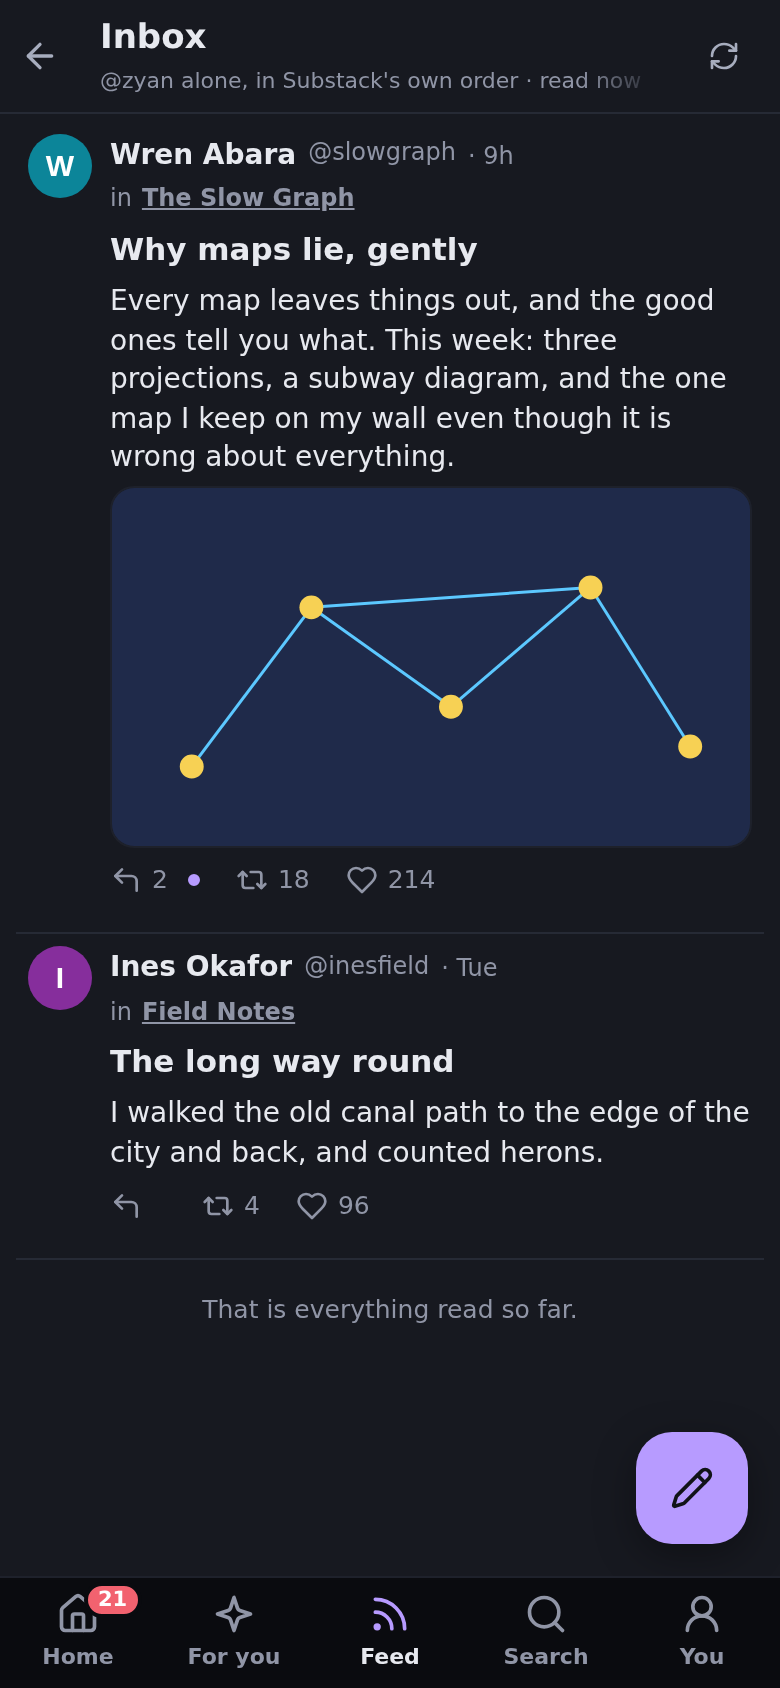 Inbox
@zyan alone, in Substack's own order · read now
W
Wren Abara @slowgraph · 9h
in The Slow Graph
Why maps lie, gently
Every map leaves things out, and the good
ones tell you what. This week: three
projections, a subway diagram, and the one
map I keep on my wall even though it is
wrong about everything.
2 18 214
I
Ines Okafor @inesfield · Tue
in Field Notes
The long way round
I walked the old canal path to the edge of the
city and back, and counted herons.
4 96
That is everything read so far.
21
Home For you Feed Search You